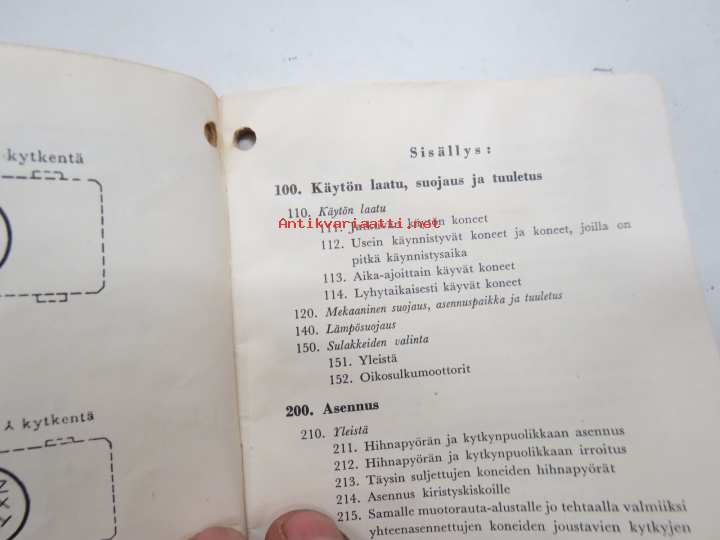 ⅄ kytkentä
⅄ kytkentä
Z
X
Y
Sisällys:
100. Käytön laatu, suojaus ja tuuletus
110. Käytön laatu
111. Jatkuvan käytön koneet
Antikvariaatti.net
112. Usein käynnistyvät koneet ja koneet, joilla on
pitkä käynnistysaika
113. Aika-ajoittain käyvät koneet
114. Lyhytaikaisesti käyvät koneet
120. Mekaaninen suojaus, asennuspaikka ja tuuletus
140. Lämpösuojaus
150. Sulakkeiden valinta
151. Yleistä
152. Oikosulkumoottorit
200. Asennus
210. Yleistä
211. Hihnapyörän ja kytkynpuolikkaan asennus
212. Hihnapyörän ja kytkynpuolikkaan irroitus
213. Täysin suljettujen koneiden hihnapyörät
214. Asennus kiristyskiskoille
215. Samalle muotorauta-alustalle jo tehtaalla valmiiksi
yhteenasennettujen koneiden joustavien kytkyjen